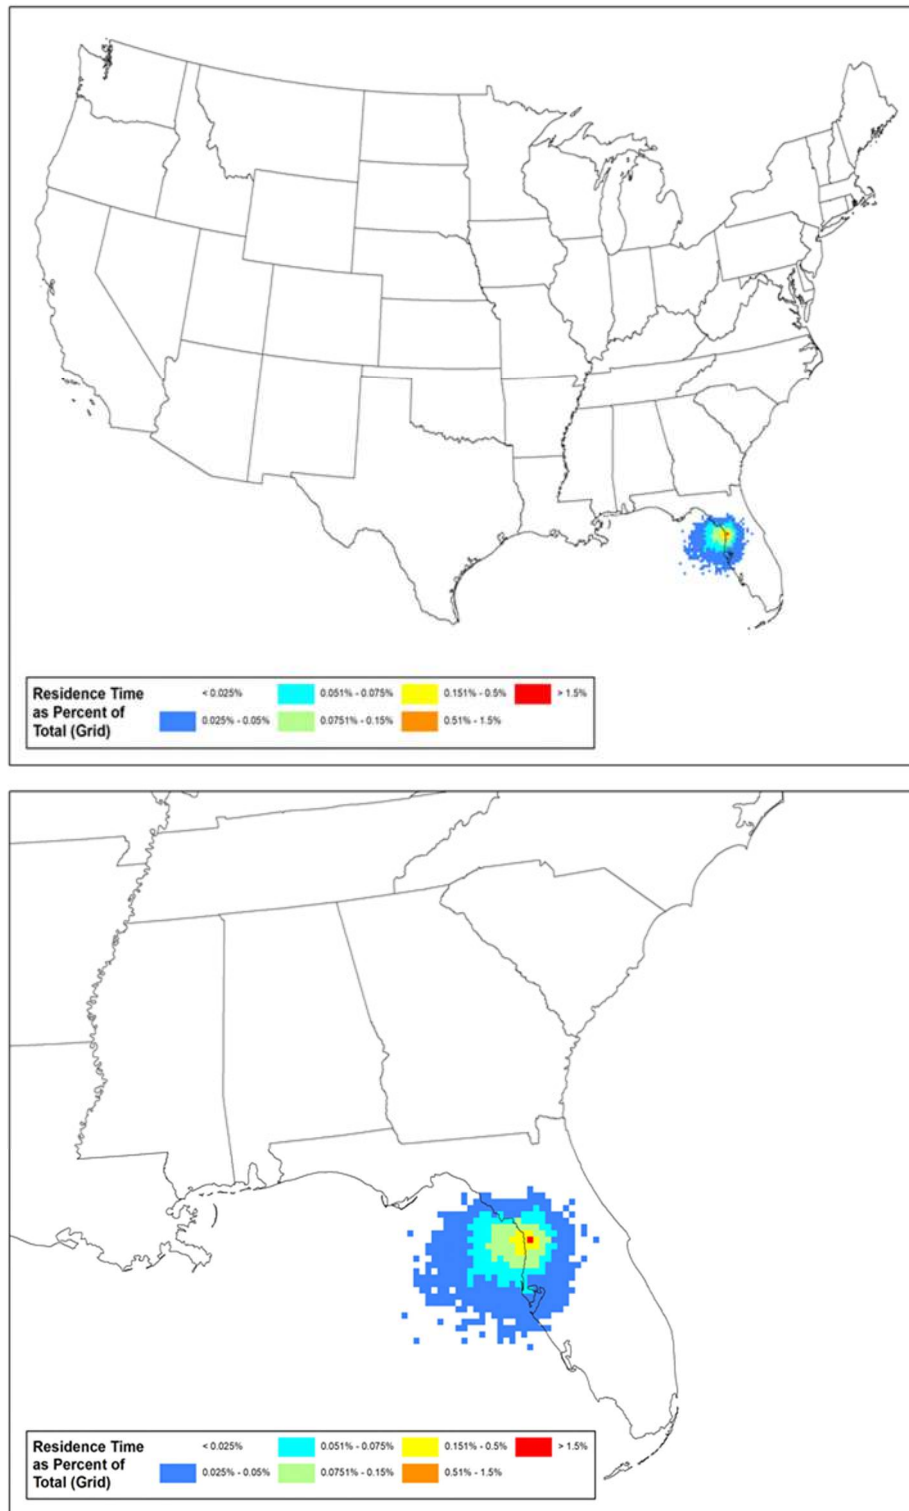 Residence Time
as Percent of
Total (Grid)
< 0.025% 0.051% - 0.075% 0.151% - 0.5% > 1.5%
0.025% - 0.05% 0.0751% - 0.15% 0.51% - 1.5%
Residence Time
as Percent of
Total (Grid)
< 0.025% 0.051% - 0.075% 0.151% - 0.5% > 1.5%
0.025% - 0.05% 0.0751% - 0.15% 0.51% - 1.5%